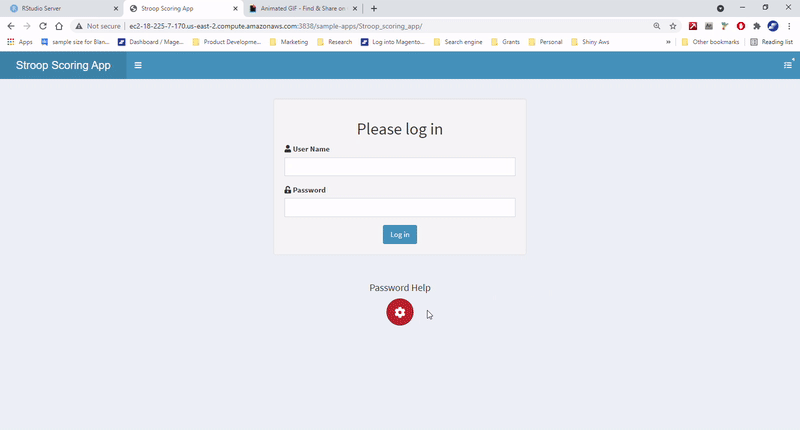 RStudio Server
Stroop Scoring App
Animated GIF - Find & Share on
Not secure | ec2-18-225-7-170.us-east-2.compute.amazonaws.com:3838/sample-apps/Stroop_scoring_app/
Apps
sample size for Blan...
Dashboard / Mage...
Product Developme...
Marketing
Research
Log into Magento...
Search engine
Grants
Personal
Shiny Aws
»
Other bookmarks
Reading list
Stroop Scoring App
Please log in
User Name
Password
Log in
Password Help